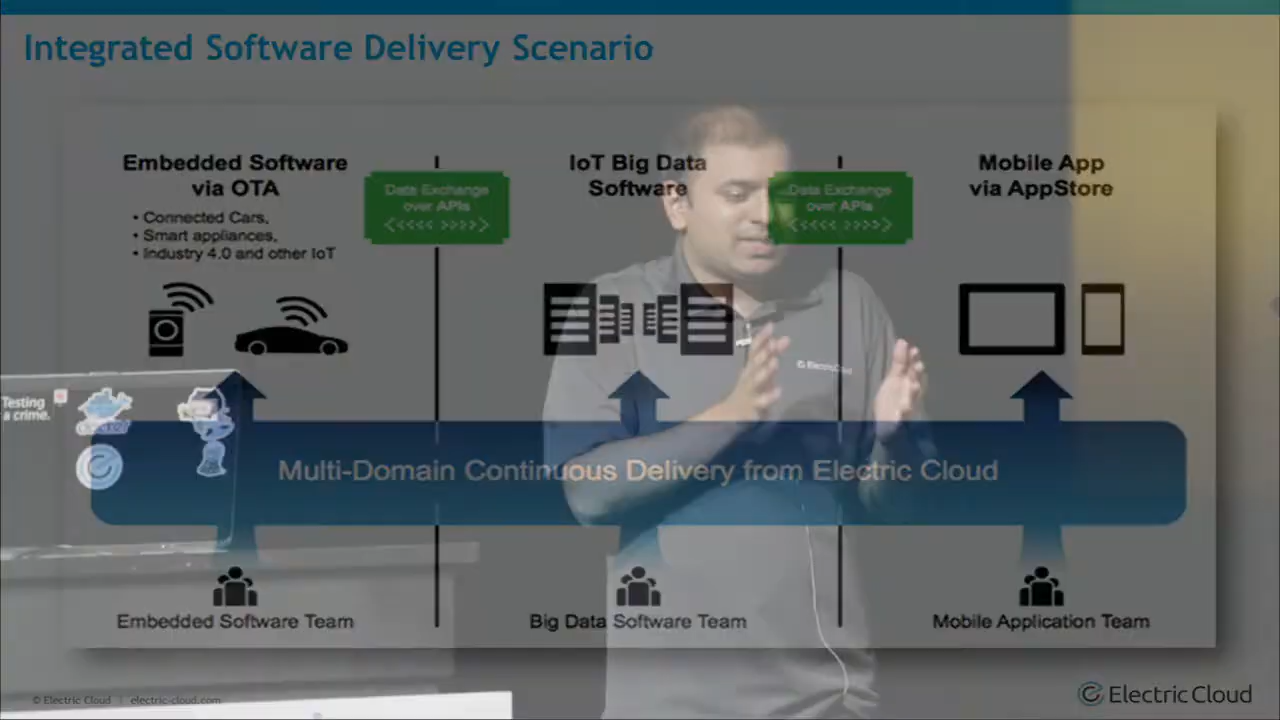 Integrated Software Delivery Scenario
Embedded Software
via OTA
• Connected Cars,
• Smart appliances,
• Industry 4.0 and other IoT
Data Exchange
over APIs
<<<< >>>>
IoT Big Data
Software
Data Exchange
over APIs
<<<< >>>>
Mobile App
via AppStore
Testing
a crime.
ElectricCloud
Multi-Domain Continuous Delivery from Electric Cloud
Embedded Software Team
Big Data Software Team
Mobile Application Team
© Electric Cloud | electric-cloud.com
Electric Cloud